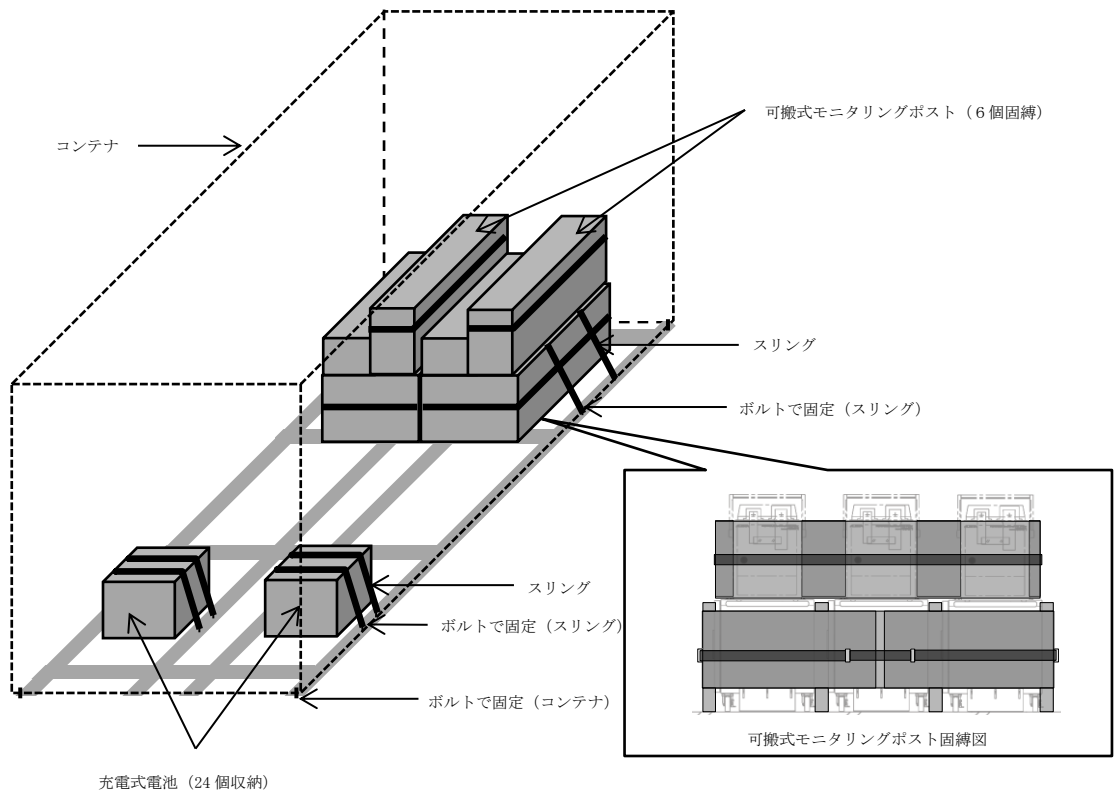 可搬式モニタリングポスト（６個固縛）
コンテナ
スリング
ボルトで固定（スリング）
スリング
ボルトで固定（スリング）
ボルトで固定（コンテナ）
可搬式モニタリングポスト固縛図
充電式電池（24 個収納）